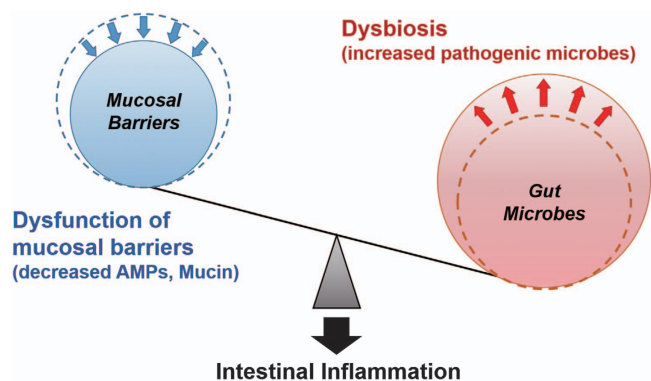 Dysbiosis
(increased pathogenic microbes)
Mucosal
Barriers
Gut
Microbes
Dysfunction of
mucosal barriers
(decreased AMPs, Mucin)
Intestinal Inflammation